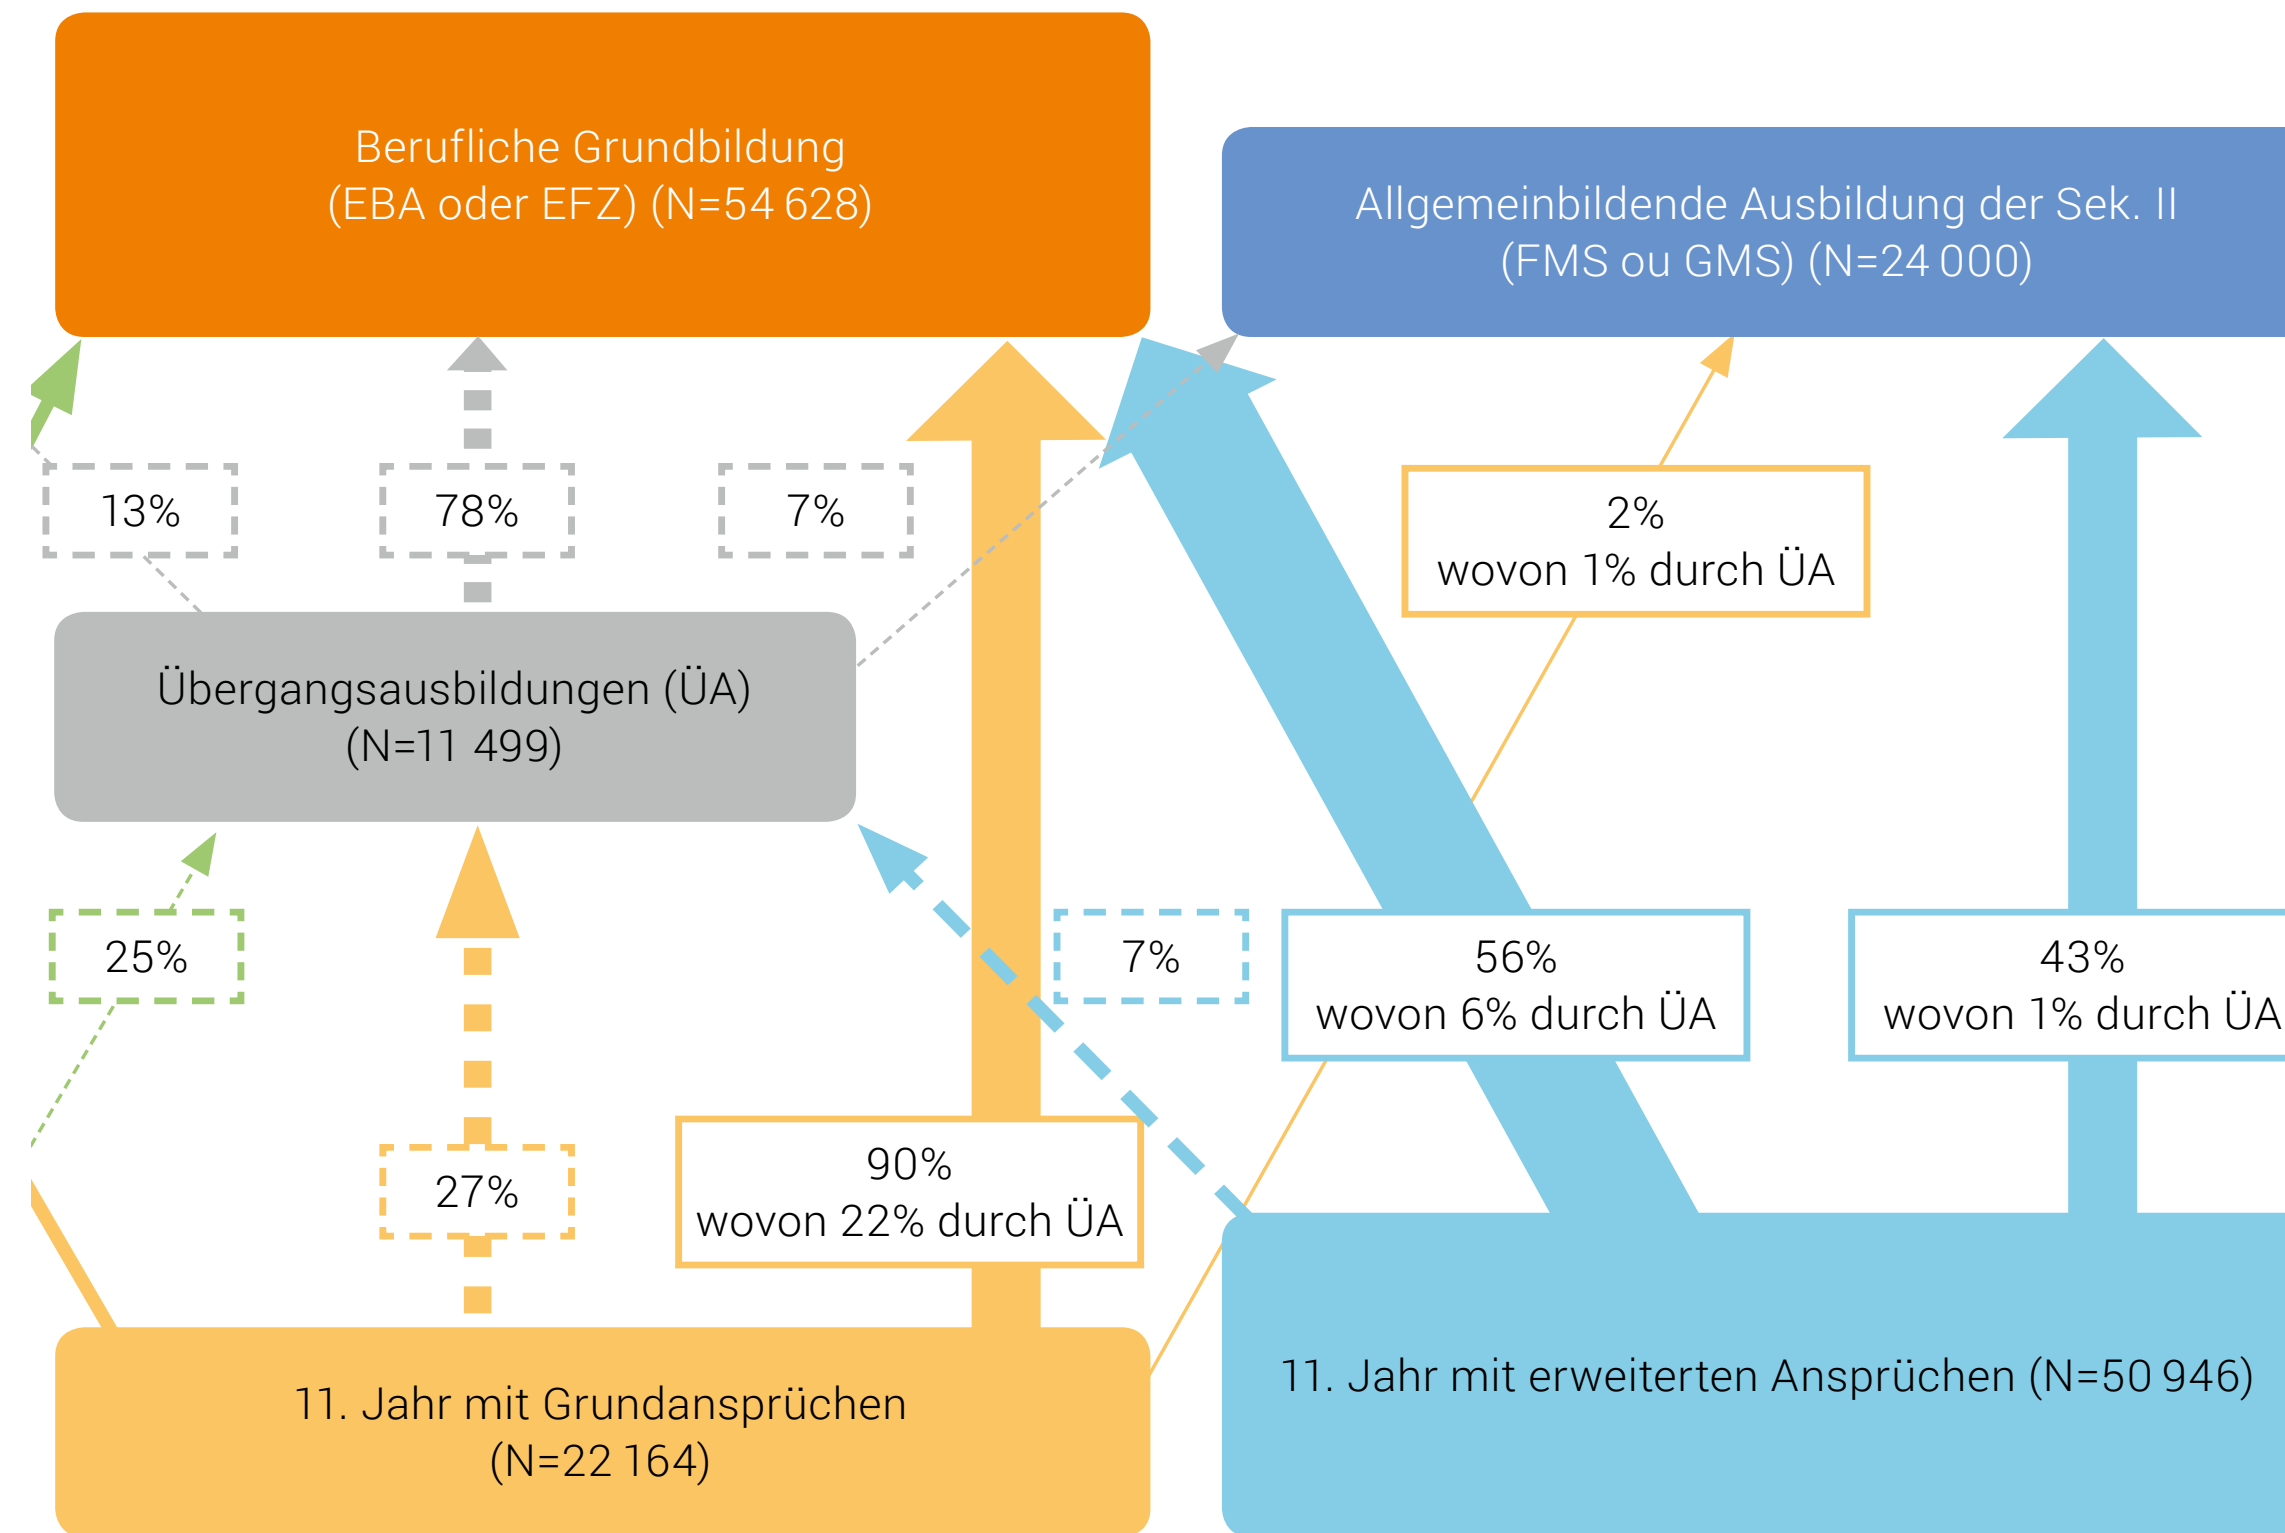 Berufliche Grundbildung
(EBA oder EFZ) (N=54 628)
Allgemeinbildende Ausbildung der Sek. II
(FMS ou GMS) (N=24 000)
13%
78%
7%
2%
wovon 1% durch ÜA
Übergangsausbildungen (ÜA)
(N=11 499)
25%
7%
56%
wovon 6% durch ÜA
43%
wovon 1% durch ÜA
27%
90%
wovon 22% durch ÜA
11. Jahr mit Grundansprüchen
(N=22 164)
11. Jahr mit erweiterten Ansprüchen (N=50 946)